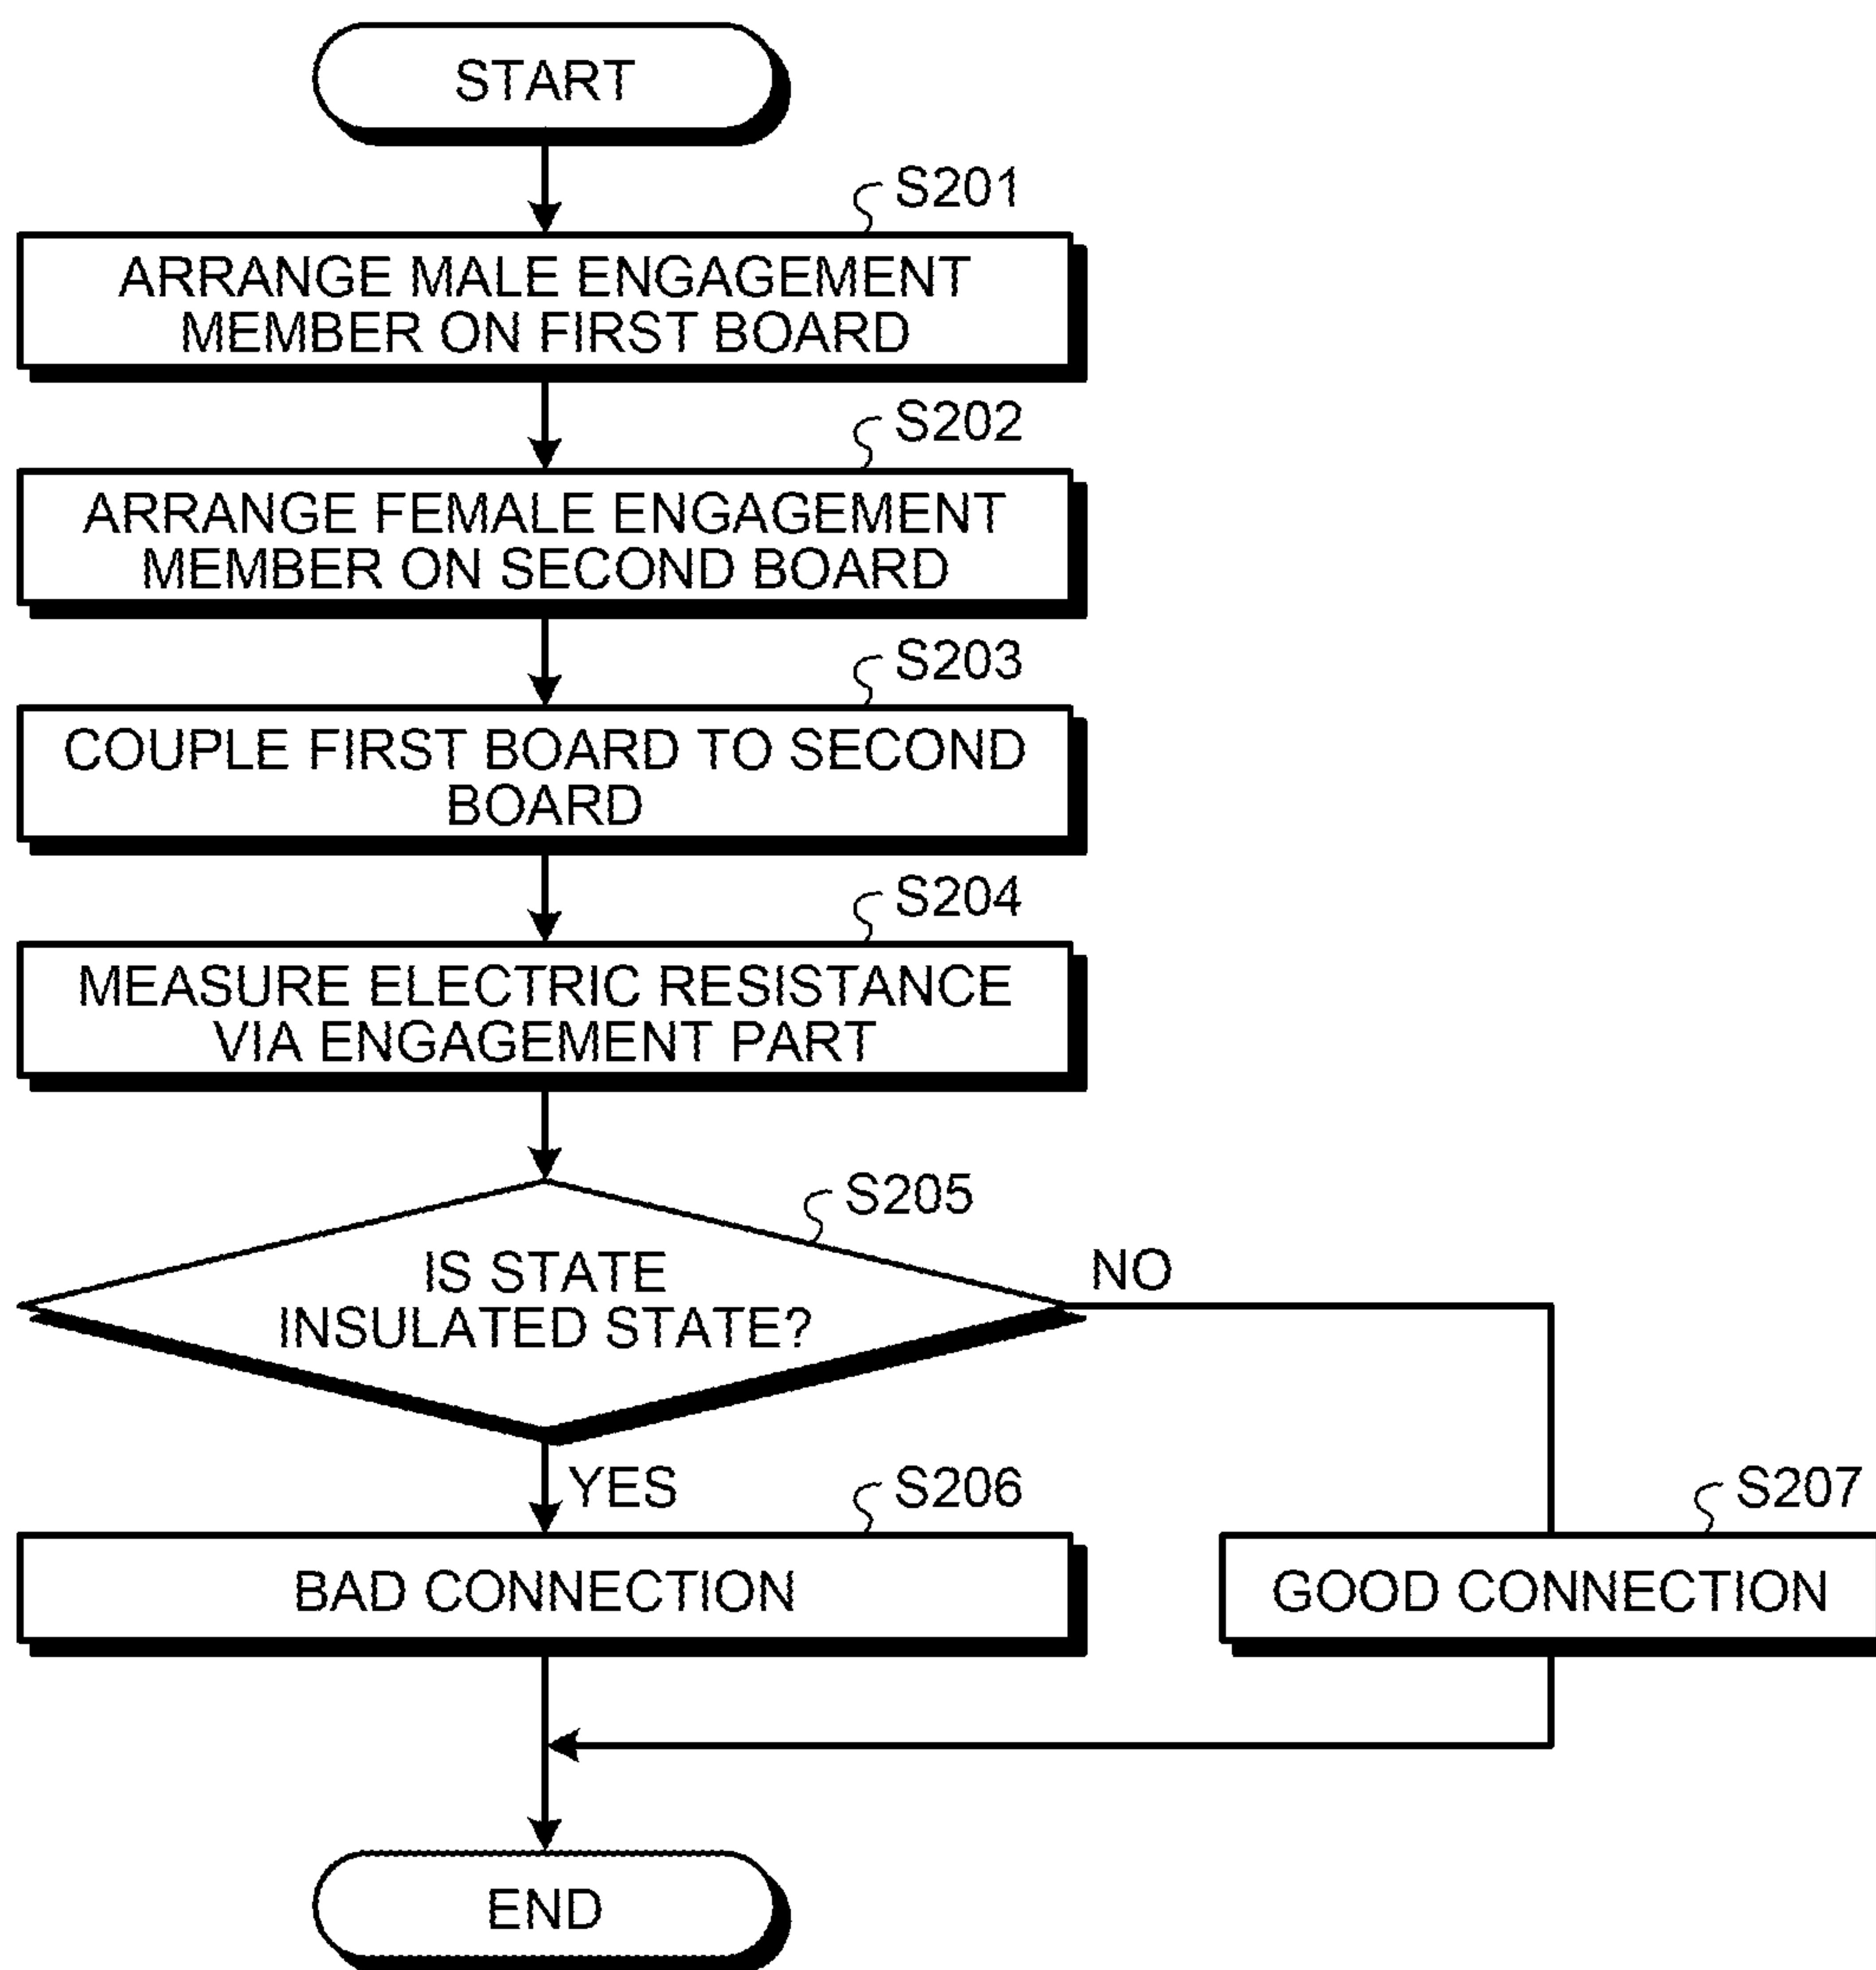 START
S201
ARRANGE MALE ENGAGEMENT
MEMBER ON FIRST BOARD
S202
ARRANGE FEMALE ENGAGEMENT
MEMBER ON SECOND BOARD
S203
COUPLE FIRST BOARD TO SECOND
BOARD
S204
MEASURE ELECTRIC RESISTANCE
VIA ENGAGEMENT PART
S205
IS STATE
INSULATED STATE?
NO
YES
S206
BAD CONNECTION
S207
GOOD CONNECTION
END